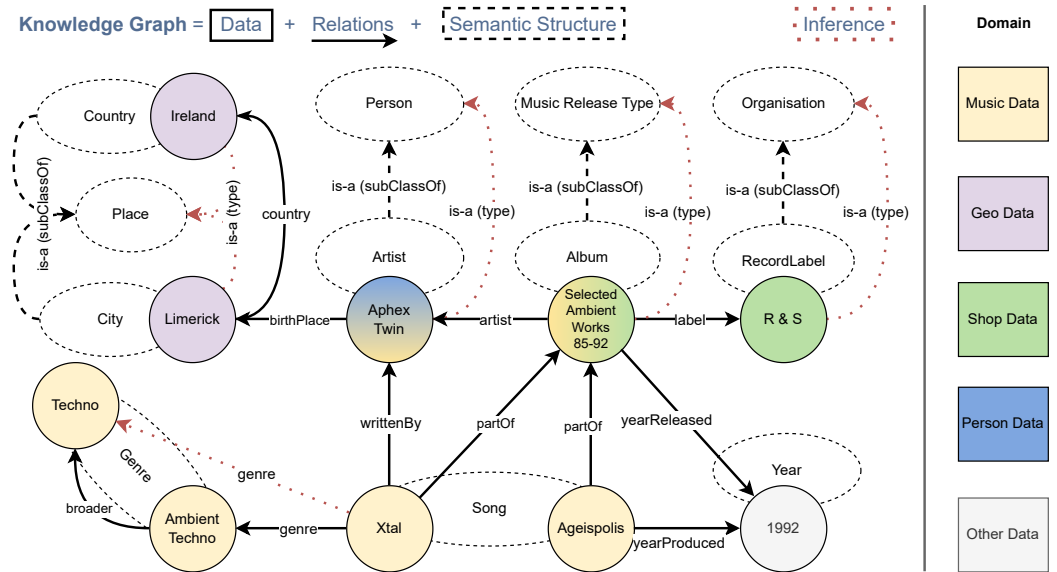 Knowledge Graph = Data + Relations + Semantic Structure
Inference
Domain
Country
Ireland
Person
Music Release Type
Organisation
Music Data
is-a (subClassOf)
Place
is-a (type)
country
is-a (subClassOf)
is-a (type)
is-a (subClassOf)
is-a (type)
is-a (subClassOf)
is-a (type)
Geo Data
Artist
Album
RecordLabel
City
Limerick
birthPlace
Aphex
Twin
artist
Selected
Ambient
Works
85-92
label
R & S
Shop Data
Techno
Genre
genre
writtenBy
partOf
partOf
yearReleased
Person Data
Year
broader
Ambient
Techno
genre
Xtal
Song
Ageispolis
yearProduced
1992
Other Data